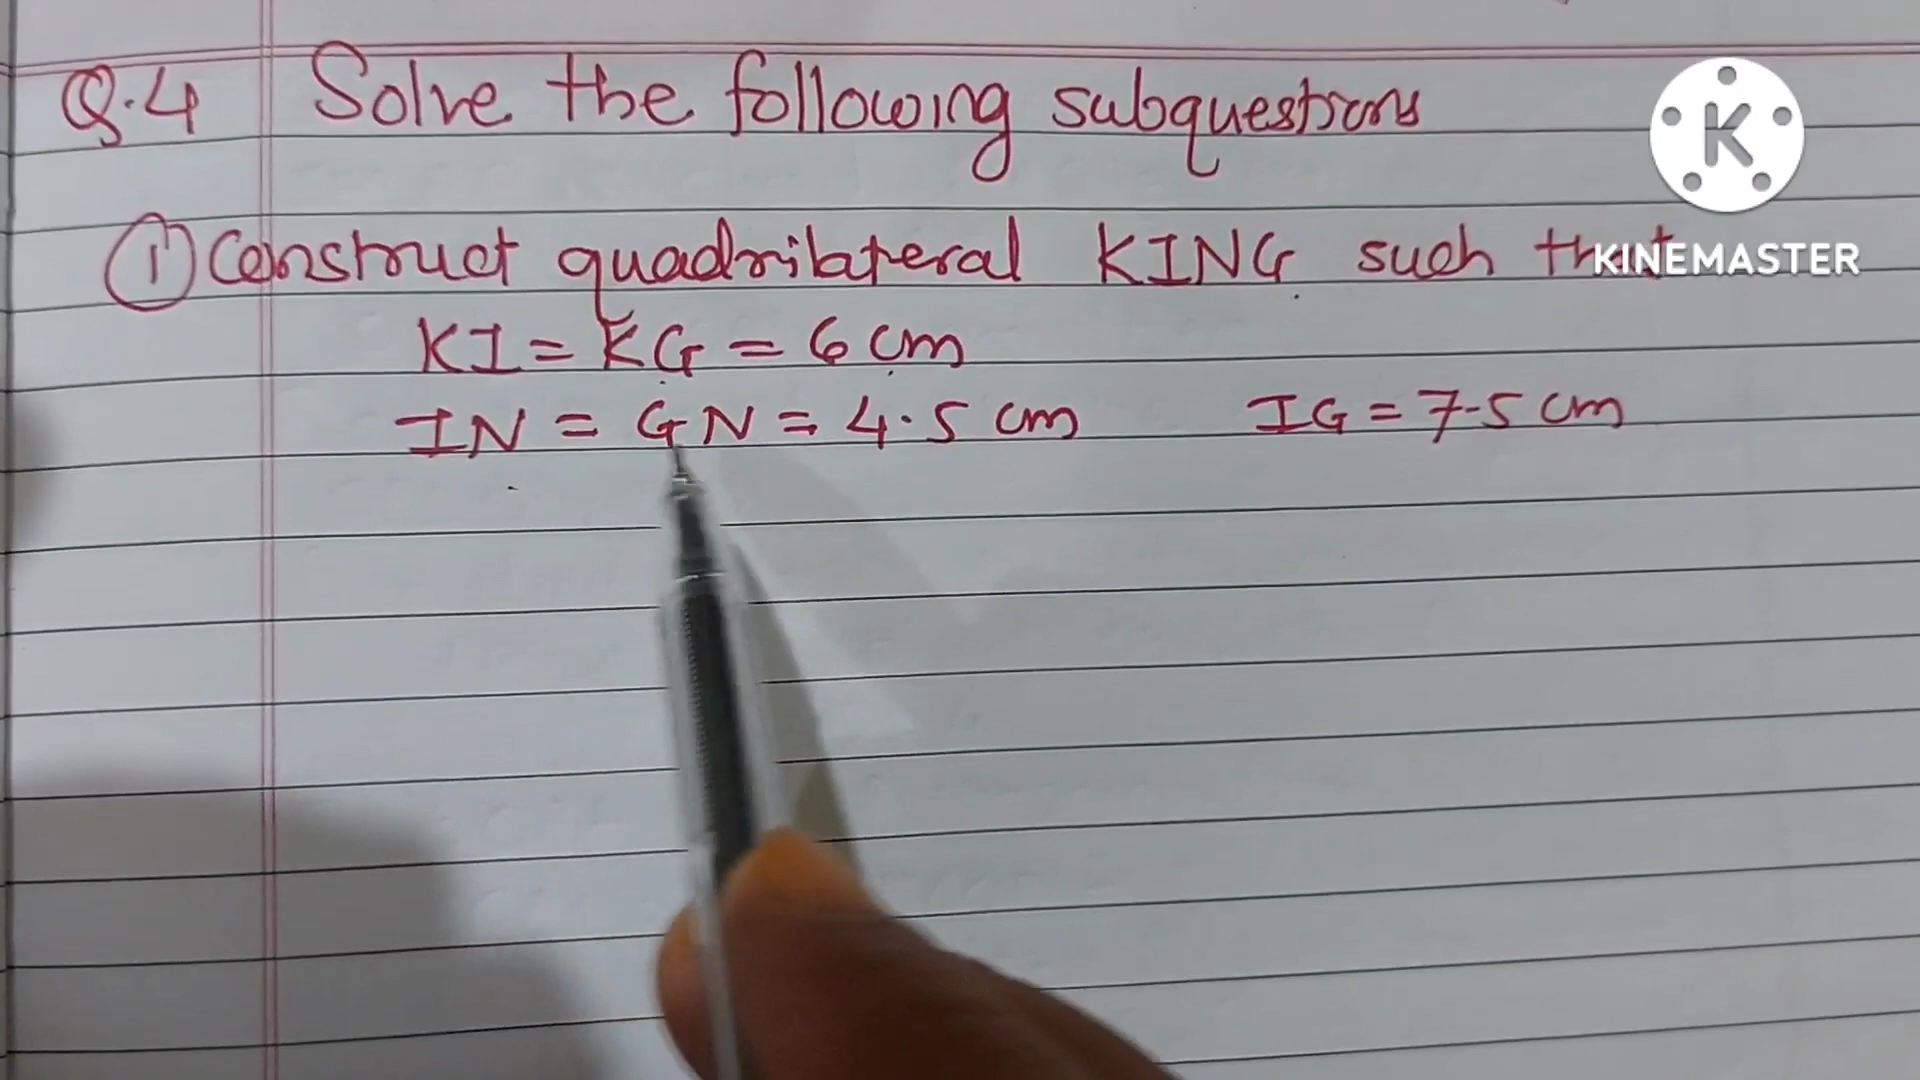 Q.4 Solve the following subquestions
① Construct quadrilateral KING such that
KINEMASTER
KI = KG = 6 cm
IN = GN = 4.5 cm IG = 7.5 cm